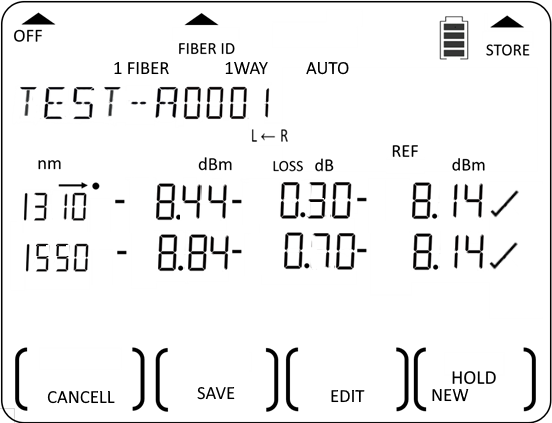 OFF
FIBER ID
STORE
1 FIBER 1WAY AUTO
TEST--A0001
L ← R
nm dBm LOSS dB REF dBm
1310 - 8.44- 0.30- 8.14 ✓
1550 - 8.84- 0.70- 8.14 ✓
CANCELL SAVE EDIT HOLD
NEW